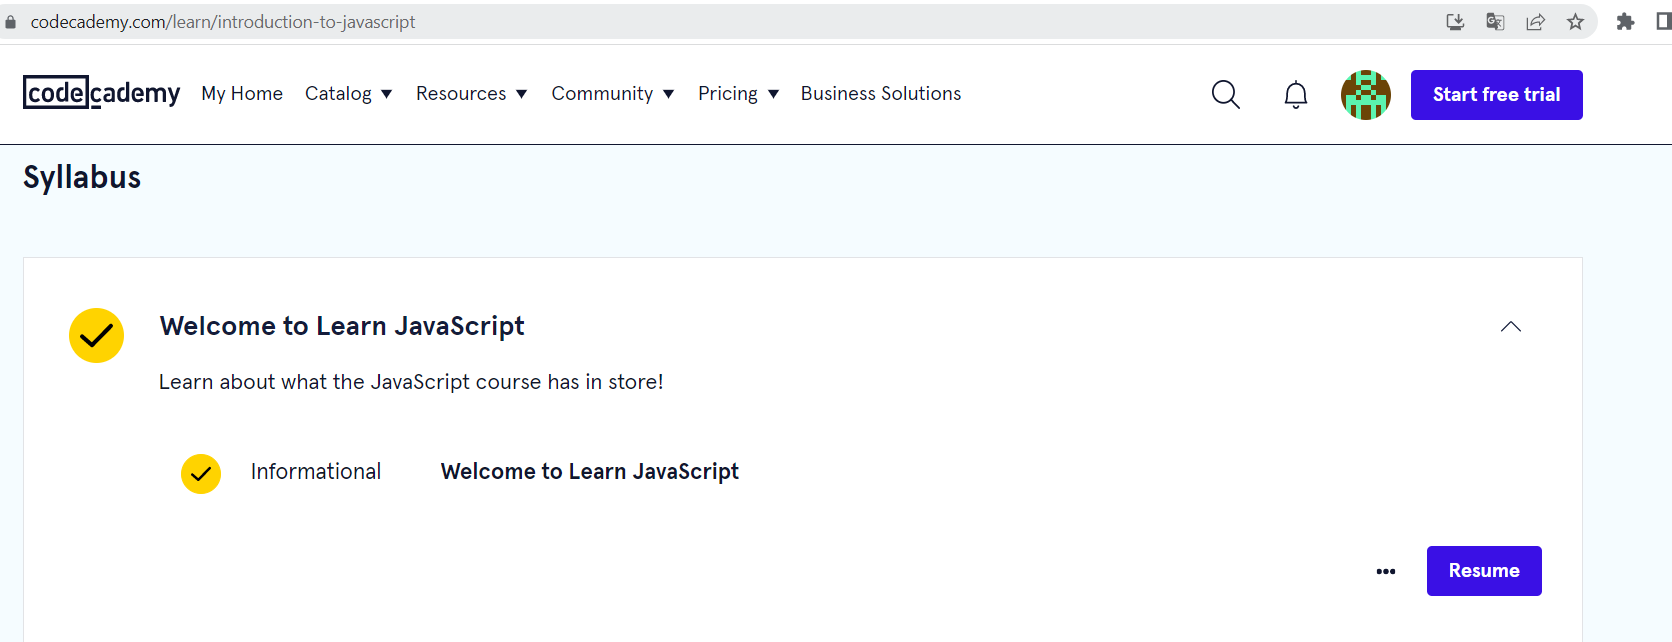 codecademy.com/learn/introduction-to-javascript
codecademy My Home Catalog Resources Community Pricing Business Solutions Start free trial
Syllabus
Welcome to Learn JavaScript
Learn about what the JavaScript course has in store!
Informational Welcome to Learn JavaScript
Resume